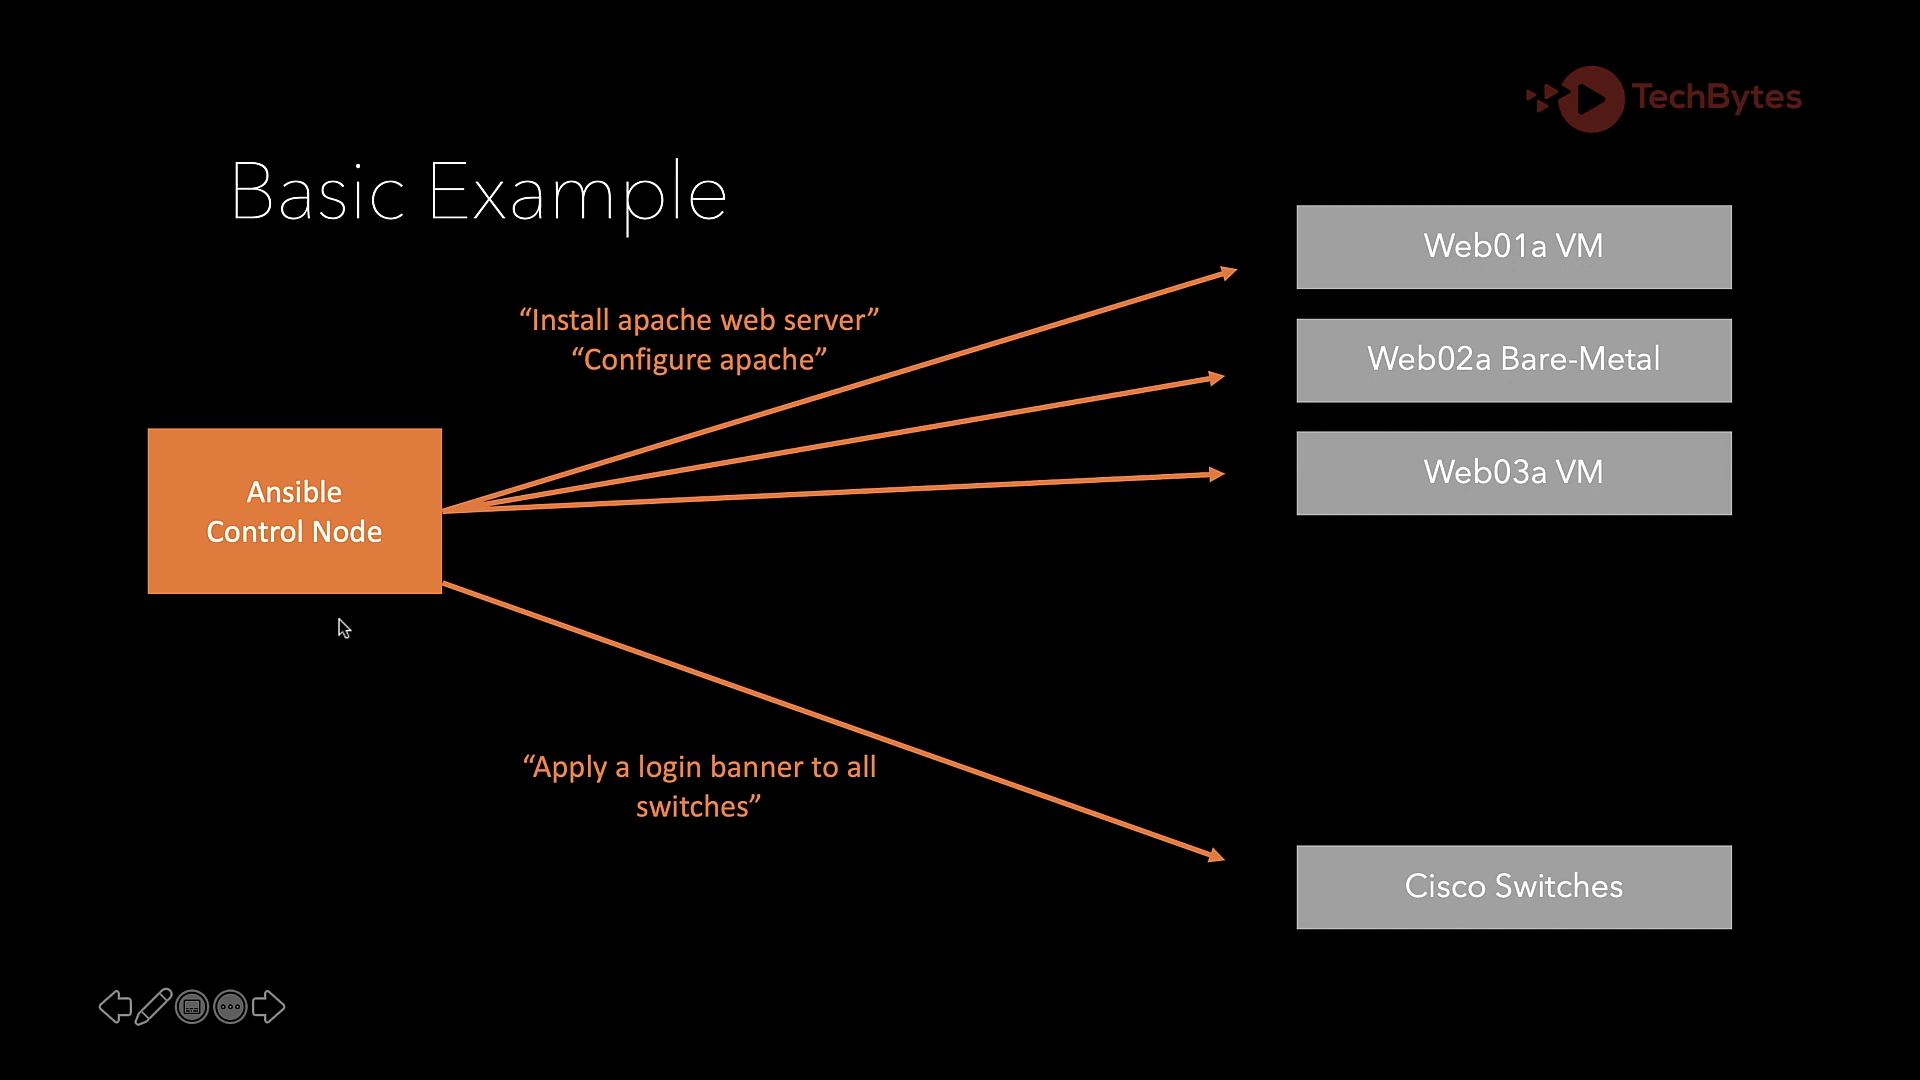 TechBytes
Basic Example
Web01a VM
“Install apache web server”
“Configure apache”
Web02a Bare-Metal
Web03a VM
Ansible
Control Node
“Apply a login banner to all
switches”
Cisco Switches